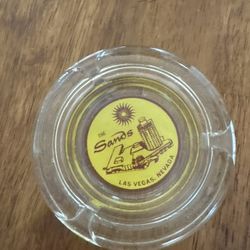 THE
Sands
LAS VEGAS, NEVADA